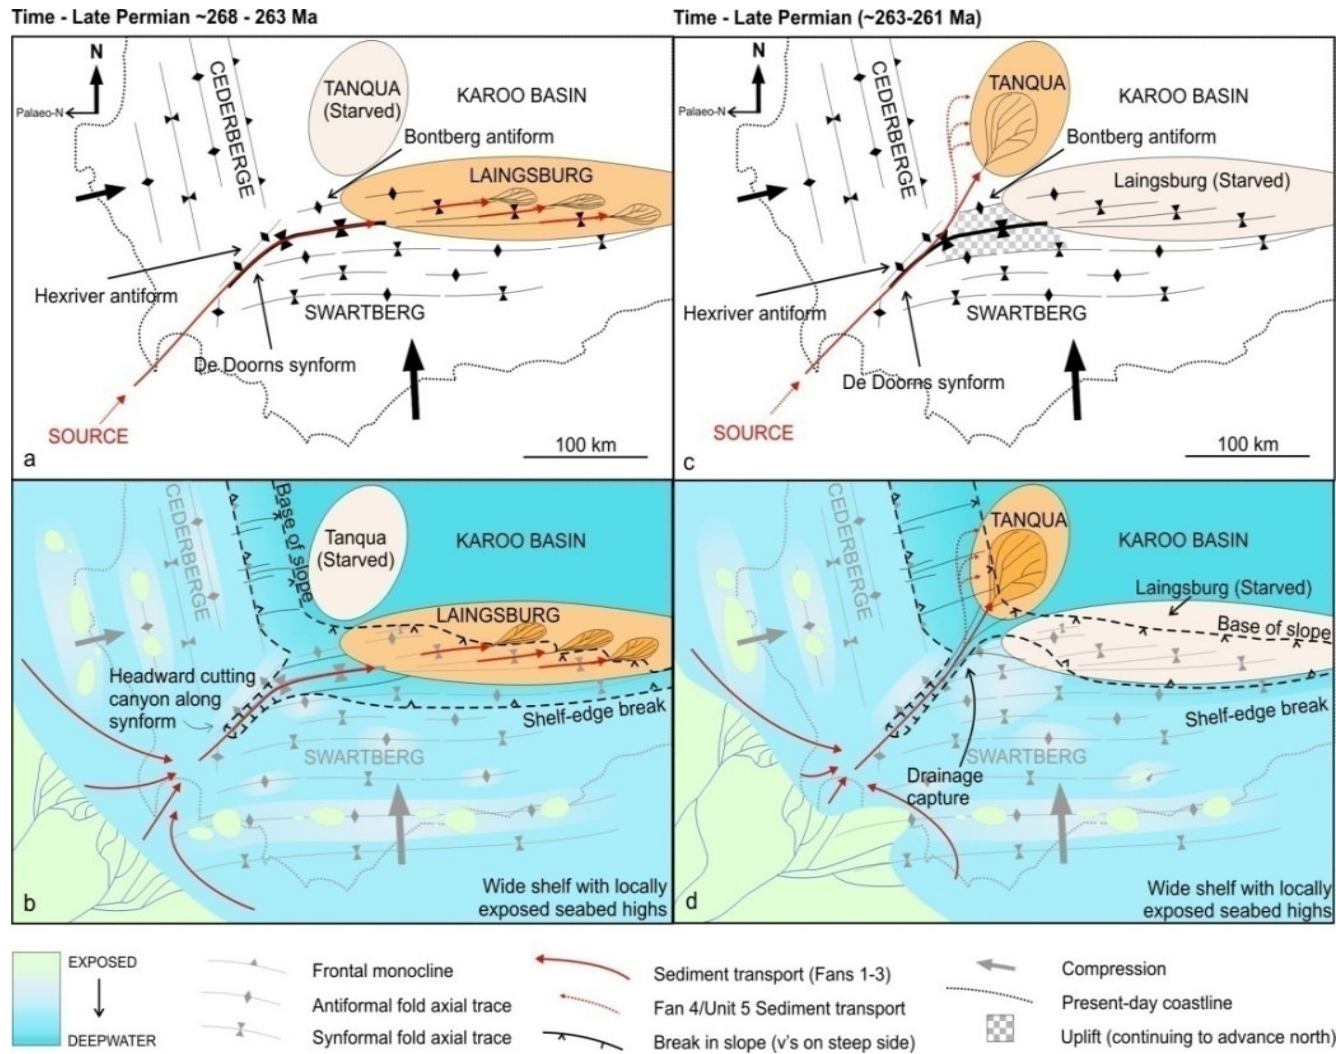 Time - Late Permian ~268 - 263 Ma
N
Palaeo-N
CEDERBERGE
TANQUA
(Starved)
KAROO BASIN
Bontberg antiform
LAINGSBURG
Hexriver antiform
SWARTBERG
De Doorns synform
SOURCE
100 km
a
Time - Late Permian (~263-261 Ma)
N
Palaeo-N
CEDERBERGE
TANQUA
KAROO BASIN
Bontberg antiform
Laingsburg (Starved)
Hexriver antiform
SWARTBERG
De Doorns synform
SOURCE
100 km
c
CEDERBERGE
Base of slope
Tanqua
(Starved)
KAROO BASIN
LAINGSBURG
Headward cutting
canyon along
synform
Shelf-edge break
SWARTBERG
Wide shelf with locally
exposed seabed highs
b
CEDERBERGE
TANQUA
KAROO BASIN
Laingsburg (Starved)
Base of slope
Shelf-edge break
SWARTBERG
Drainage
capture
Wide shelf with locally
exposed seabed highs
d
EXPOSED
DEEPWATER
Frontal monocline
Antiformal fold axial trace
Synformal fold axial trace
Sediment transport (Fans 1-3)
Fan 4/Unit 5 Sediment transport
Break in slope (v's on steep side)
Compression
Present-day coastline
Uplift (continuing to advance north)